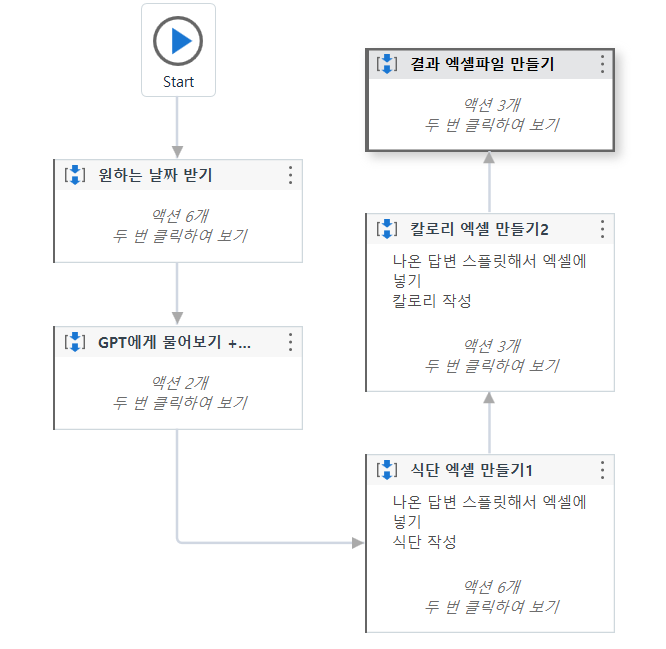 Start
원하는 날짜 받기
액션 6개
두 번 클릭하여 보기
GPT에게 물어보기 +...
액션 2개
두 번 클릭하여 보기
식단 엑셀 만들기1
나온 답변 스플릿해서 엑셀에
넣기
식단 작성
액션 6개
두 번 클릭하여 보기
칼로리 엑셀 만들기2
나온 답변 스플릿해서 엑셀에
넣기
칼로리 작성
액션 3개
두 번 클릭하여 보기
결과 엑셀파일 만들기
액션 3개
두 번 클릭하여 보기